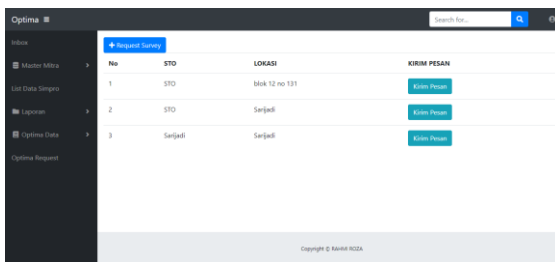 Optima
Search for...
Inbox
+ Request Survey
Master Mitra
No STO LOKASI KIRIM PESAN
List Data Simpro
1 STO blok 12 no 131 Kirim Pesan
Laporan
2 STO Sarijadi Kirim Pesan
Optima Data
3 Sarijadi Sarijadi Kirim Pesan
Optima Request
Copyright © RAHMI ROZA